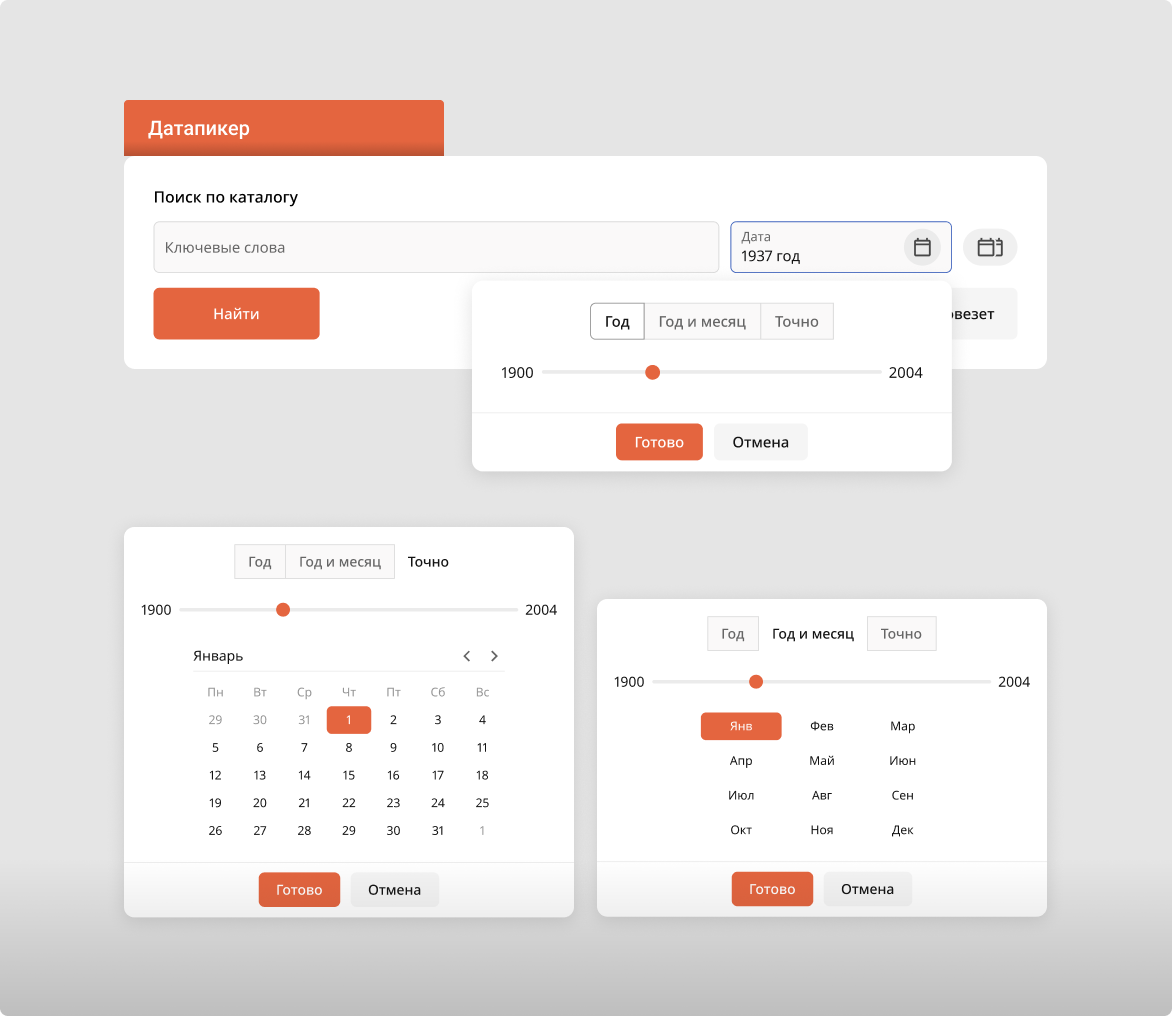 Датапикер
Поиск по каталогу
Ключевые слова
Дата
1937 год
Найти
Год Год и месяц Точно
1900 2004
Готово Отмена
Год Год и месяц Точно
1900 2004
Январь
Пн Вт Ср Чт Пт Сб Вс
29 30 31 1 2 3 4
5 6 7 8 9 10 11
12 13 14 15 16 17 18
19 20 21 22 23 24 25
26 27 28 29 30 31 1
Готово Отмена
Год Год и месяц Точно
1900 2004
Янв Фев Мар
Апр Май Июн
Июл Авг Сен
Окт Ноя Дек
Готово Отмена